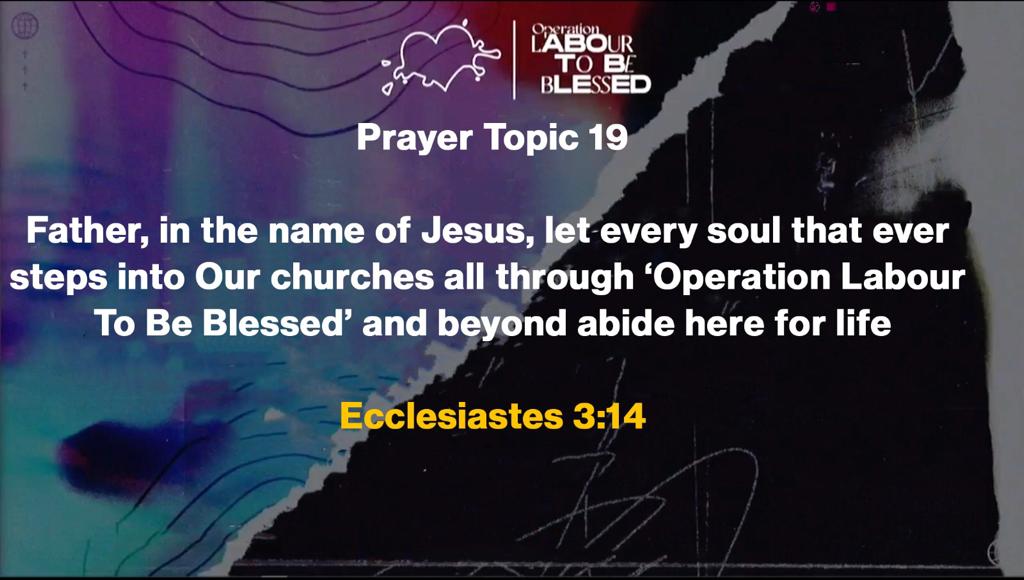 Operation
LABOUR
TO BE
BLESSED
Prayer Topic 19
Father, in the name of Jesus, let every soul that ever
steps into Our churches all through ‘Operation Labour
To Be Blessed’ and beyond abide here for life
Ecclesiastes 3:14